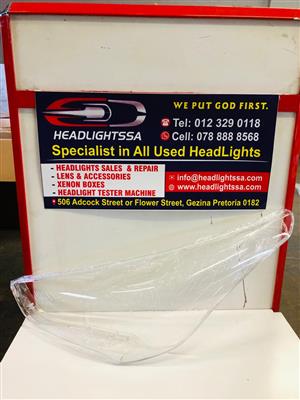 WE PUT GOD FIRST.
HEADLIGHTSSA
Tel: 012 329 0118
Cell: 078 888 8568
Specialist in All Used HeadLights
- HEADLIGHTS SALES & REPAIR
- LENS & ACCESSORIES
- XENON BOXES
- HEADLIGHT TESTER MACHINE
info@headlightssa.com
www.headlightssa.com
506 Adcock Street or Flower Street, Gezina Pretoria 0182